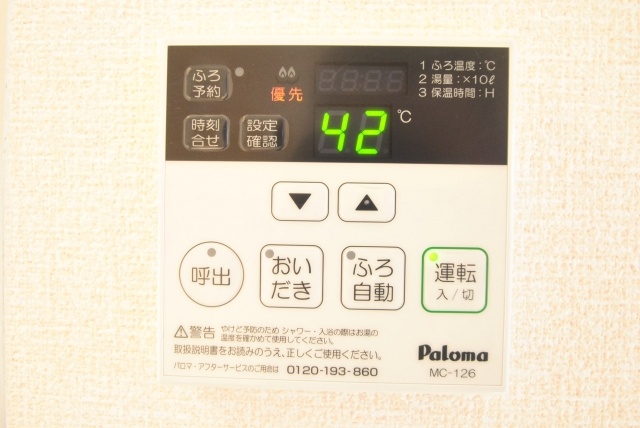 ふろ
予約
優先
1 ふろ温度：℃
2 湯量：×10ℓ
3 保温時間：H
時刻
合せ
設定
確認
42 ℃
▼ ▲
呼出
おい
だき
ふろ
自動
運転
入/切
⚠警告 やけど予防のため シャワー・入浴の際はお湯の
温度を確かめて使用してください。
取扱説明書をお読みのうえ、正しくご使用ください。
パロマ・アフターサービスのご用命は 0120-193-860
Paloma
MC-126